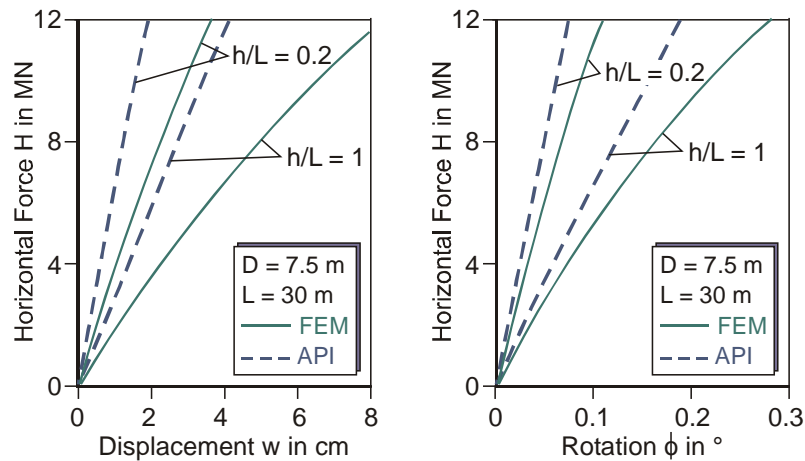 Horizontal Force H in MN
12
8
4
0
0 2 4 6 8
Displacement w in cm
h/L = 0.2
h/L = 1
D = 7.5 m
L = 30 m
FEM
API
Horizontal Force H in MN
12
8
4
0
0 0.1 0.2 0.3
Rotation ϕ in °
h/L = 0.2
h/L = 1
D = 7.5 m
L = 30 m
FEM
API